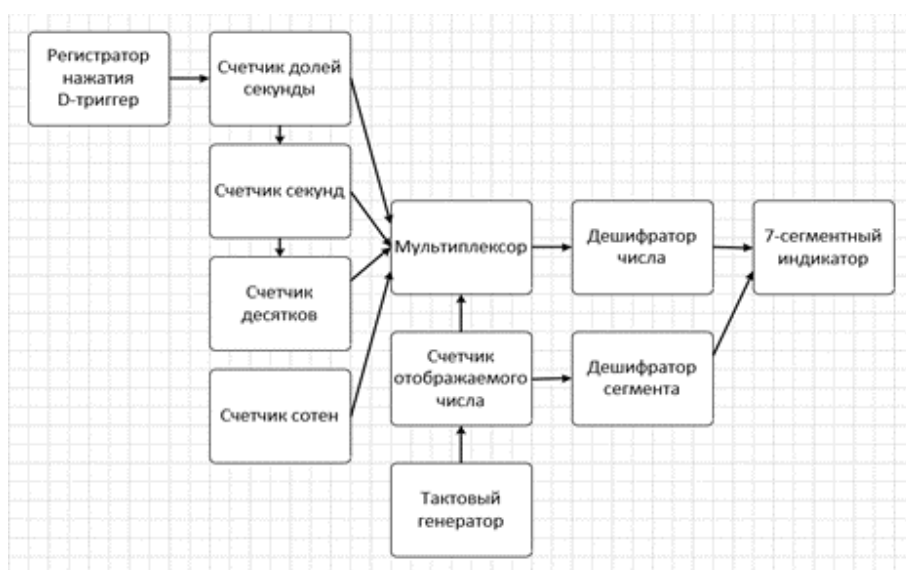 Регистратор
нажатия
D-триггер
Счетчик долей
секунды
Счетчик секунд
Счетчик
десятков
Счетчик сотен
Мультиплексор
Счетчик
отображаемого
числа
Тактовый
генератор
Дешифратор
числа
Дешифратор
сегмента
7-сегментный
индикатор